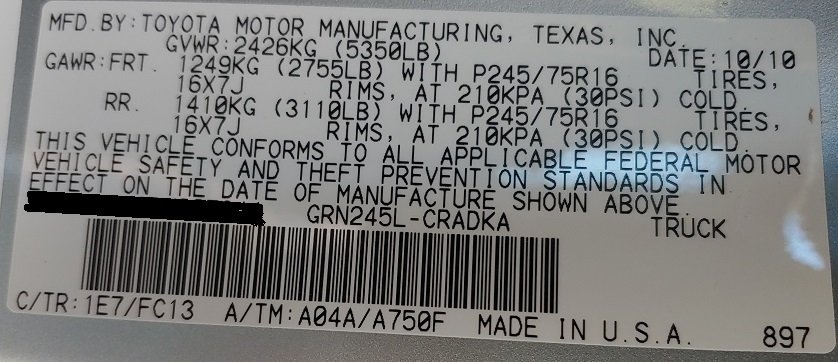 MFD. BY: TOYOTA MOTOR MANUFACTURING, TEXAS, INC.
GVWR: 2426KG (5350LB) DATE: 10/10
GAWR: FRT. 1249KG (2755LB) WITH P245/75R16 TIRES,
16X7J RIMS, AT 210KPA (30PSI) COLD.
RR. 1410KG (3110LB) WITH P245/75R16 TIRES,
16X7J RIMS, AT 210KPA (30PSI) COLD.
THIS VEHICLE CONFORMS TO ALL APPLICABLE FEDERAL MOTOR
VEHICLE SAFETY AND THEFT PREVENTION STANDARDS IN
EFFECT ON THE DATE OF MANUFACTURE SHOWN ABOVE.
GRN245L-CRADKA TRUCK
C/TR: 1E7/FC13 A/TM: A04A/A750F MADE IN U.S.A. 897